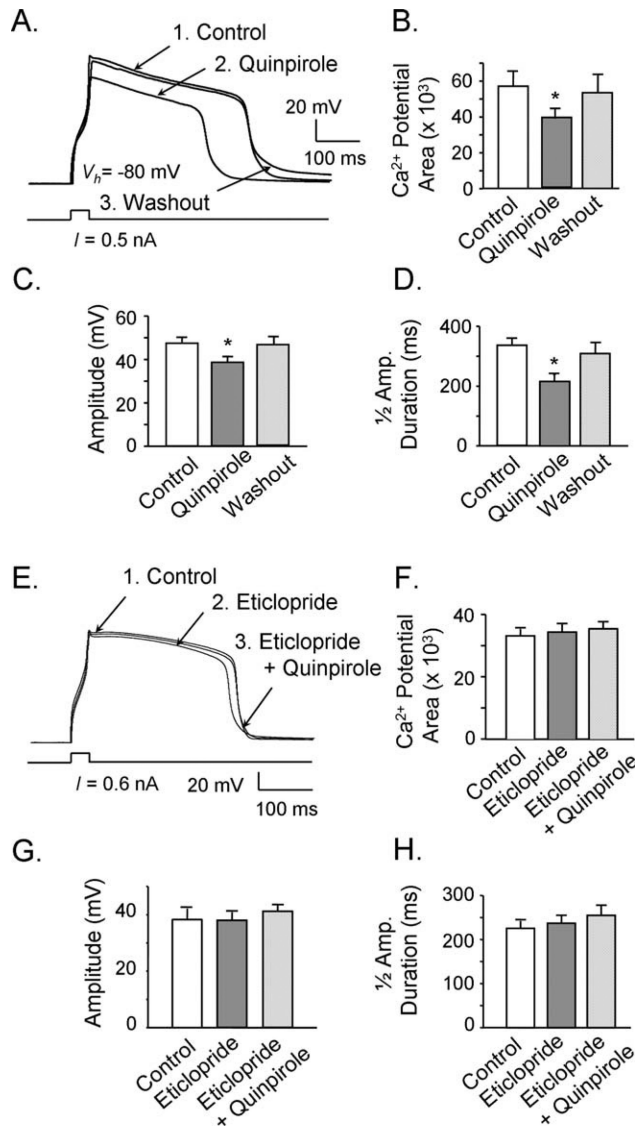 A.
1. Control
2. Quinpirole
20 mV
100 ms
Vh= -80 mV
3. Washout
I = 0.5 nA
B.
Ca2+ Potential
Area (x 10³)
60
40
20
0
*
Control
Quinpirole
Washout
C.
Amplitude (mV)
60
40
20
0
*
Control
Quinpirole
Washout
D.
½ Amp.
Duration (ms)
400
200
0
*
Control
Quinpirole
Washout
E.
1. Control
2. Eticlopride
3. Eticlopride
+ Quinpirole
I = 0.6 nA
20 mV
100 ms
F.
Ca2+ Potential
Area (x 10³)
40
20
0
Control
Eticlopride
Eticlopride
+ Quinpirole
G.
Amplitude (mV)
40
20
0
Control
Eticlopride
Eticlopride
+ Quinpirole
H.
½ Amp.
Duration (ms)
300
200
250
0
Control
Eticlopride
Eticlopride
+ Quinpirole